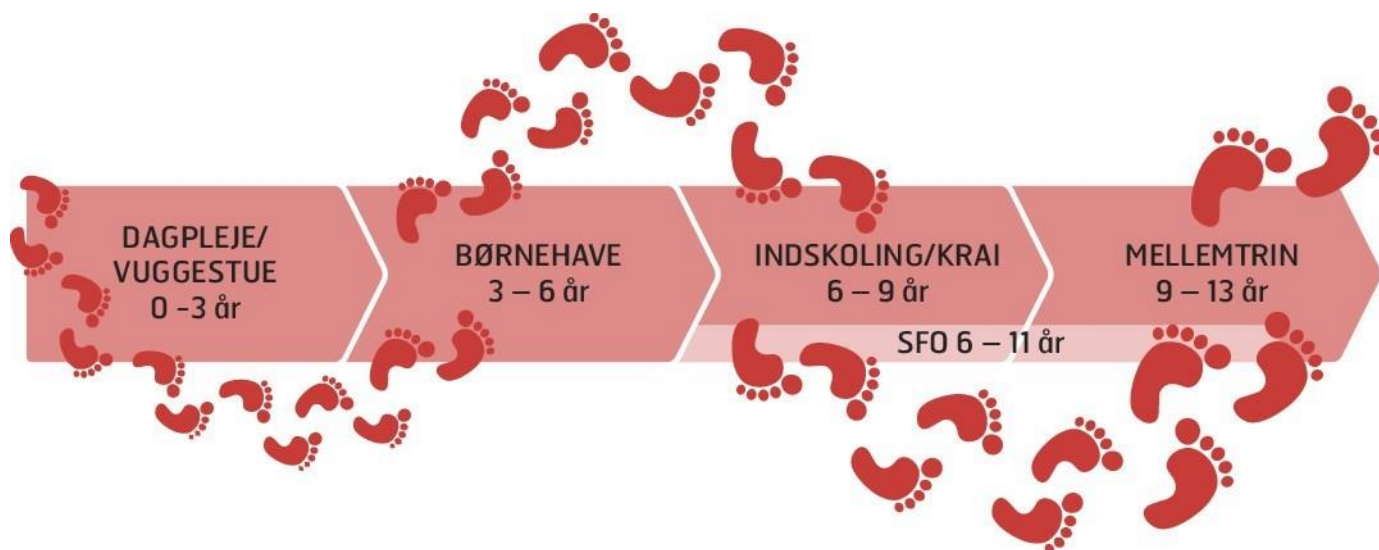 DAGPLEJE/
VUGGESTUE
0 -3 år
BØRNEHAVE
3 – 6 år
INDSKOLING/KRAI
6 – 9 år
MELLEMTRIN
9 – 13 år
SFO 6 – 11 år